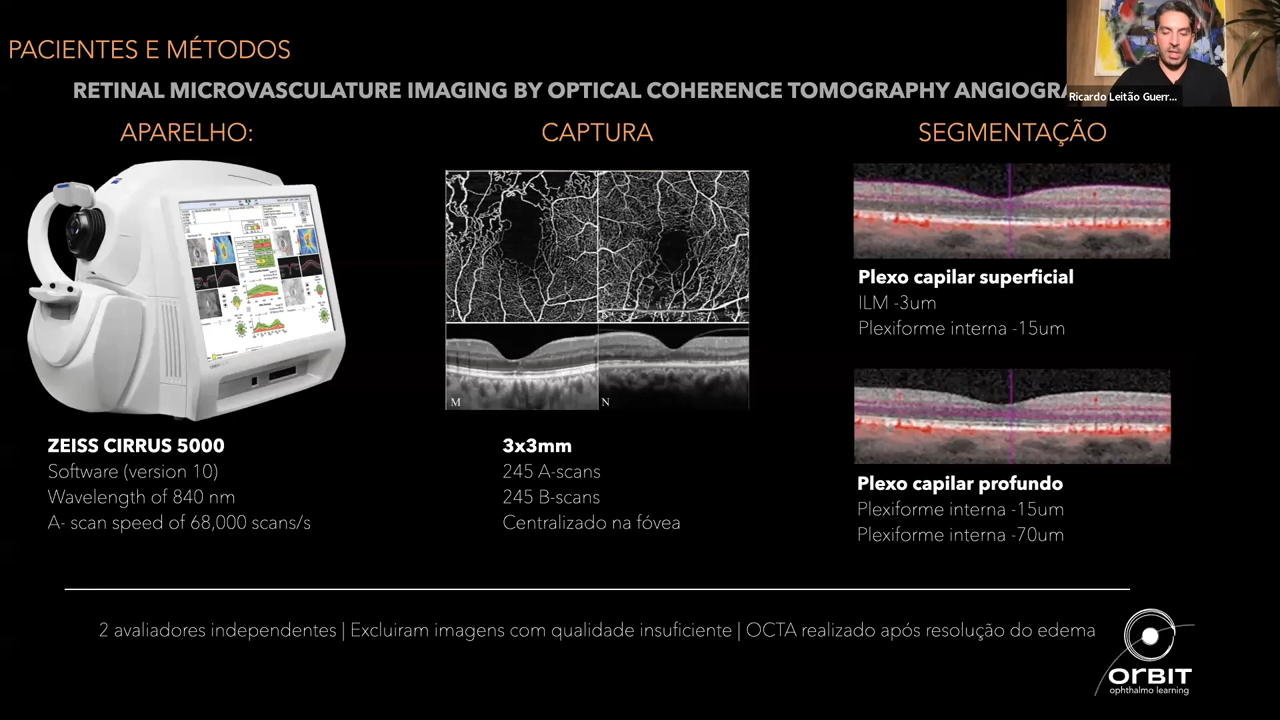 PACIENTES E MÉTODOS
RETINAL MICROVASCULATURE IMAGING BY OPTICAL COHERENCE TOMOGRAPHY ANGIOGRA
Ricardo Leitão Guerr...
APARELHO:
CAPTURA
SEGMENTAÇÃO
M
N
Plexo capilar superficial
ILM -3um
Plexiforme interna -15um
ZEISS CIRRUS 5000
Software (version 10)
Wavelength of 840 nm
A- scan speed of 68,000 scans/s
3x3mm
245 A-scans
245 B-scans
Centralizado na fóvea
Plexo capilar profundo
Plexiforme interna -15um
Plexiforme interna -70um
2 avaliadores independentes | Excluiram imagens com qualidade insuficiente | OCTA realizado após resolução do edema
ORBIT
ophthalmo learning